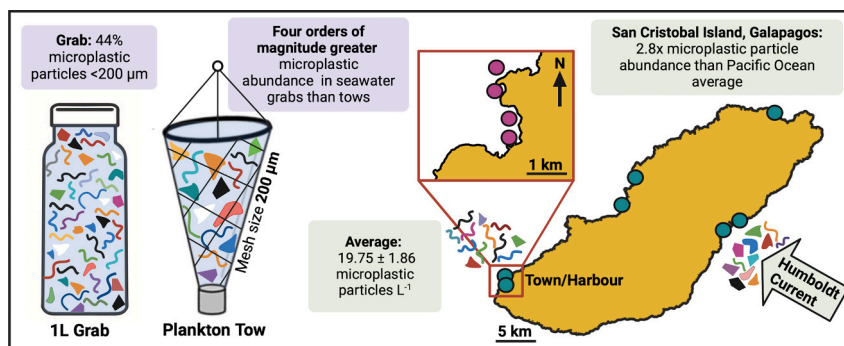 Grab: 44%
microplastic
particles <200 μm
Four orders of
magnitude greater
microplastic
abundance in seawater
grabs than tows
San Cristobal Island, Galapagos:
2.8x microplastic particle
abundance than Pacific Ocean
average
N
1 km
Mesh size 200 μm
Average:
19.75 ± 1.86
microplastic
particles L⁻¹
Town/Harbour
Humboldt
Current
5 km
1L Grab
Plankton Tow